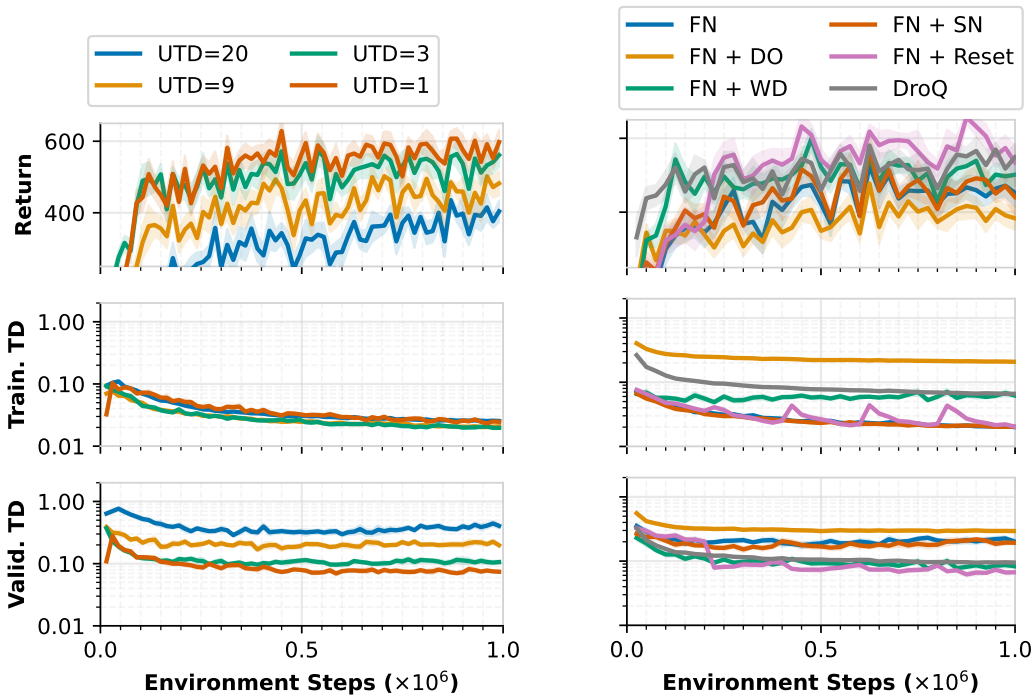 UTD=20 UTD=3
UTD=9 UTD=1
FN FN + SN
FN + DO FN + Reset
FN + WD DroQ
Return
600
400
Train. TD
1.00
0.10
0.01
Valid. TD
1.00
0.10
0.01
0.0 0.5 1.0
Environment Steps (×10⁶)
0.0 0.5 1.0
Environment Steps (×10⁶)